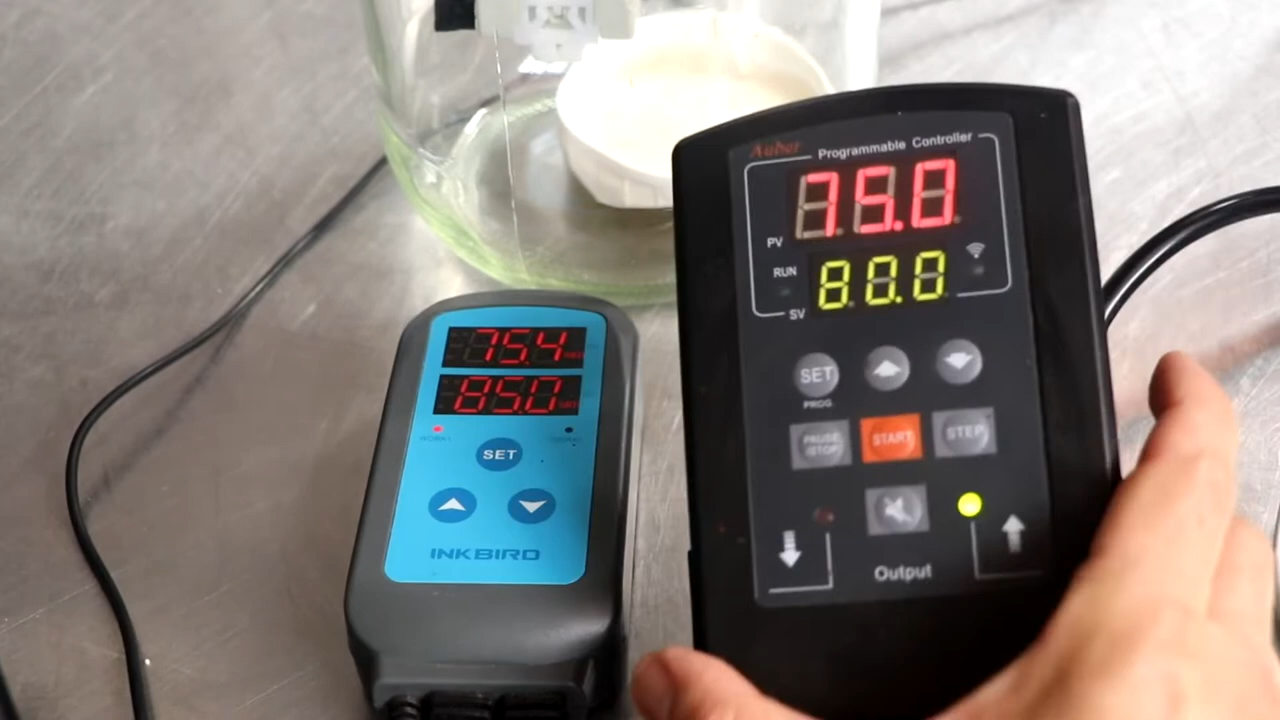 Auber
Programmable Controller
75.0
PV
RUN
80.0
SV
SET
PROG
PAUSE
/STOP
START
STEP
Output
75.4
85.0
WORK1
SET
INKBIRD